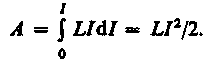 A = ∫₀ᴵ LIdI = LI²/2.